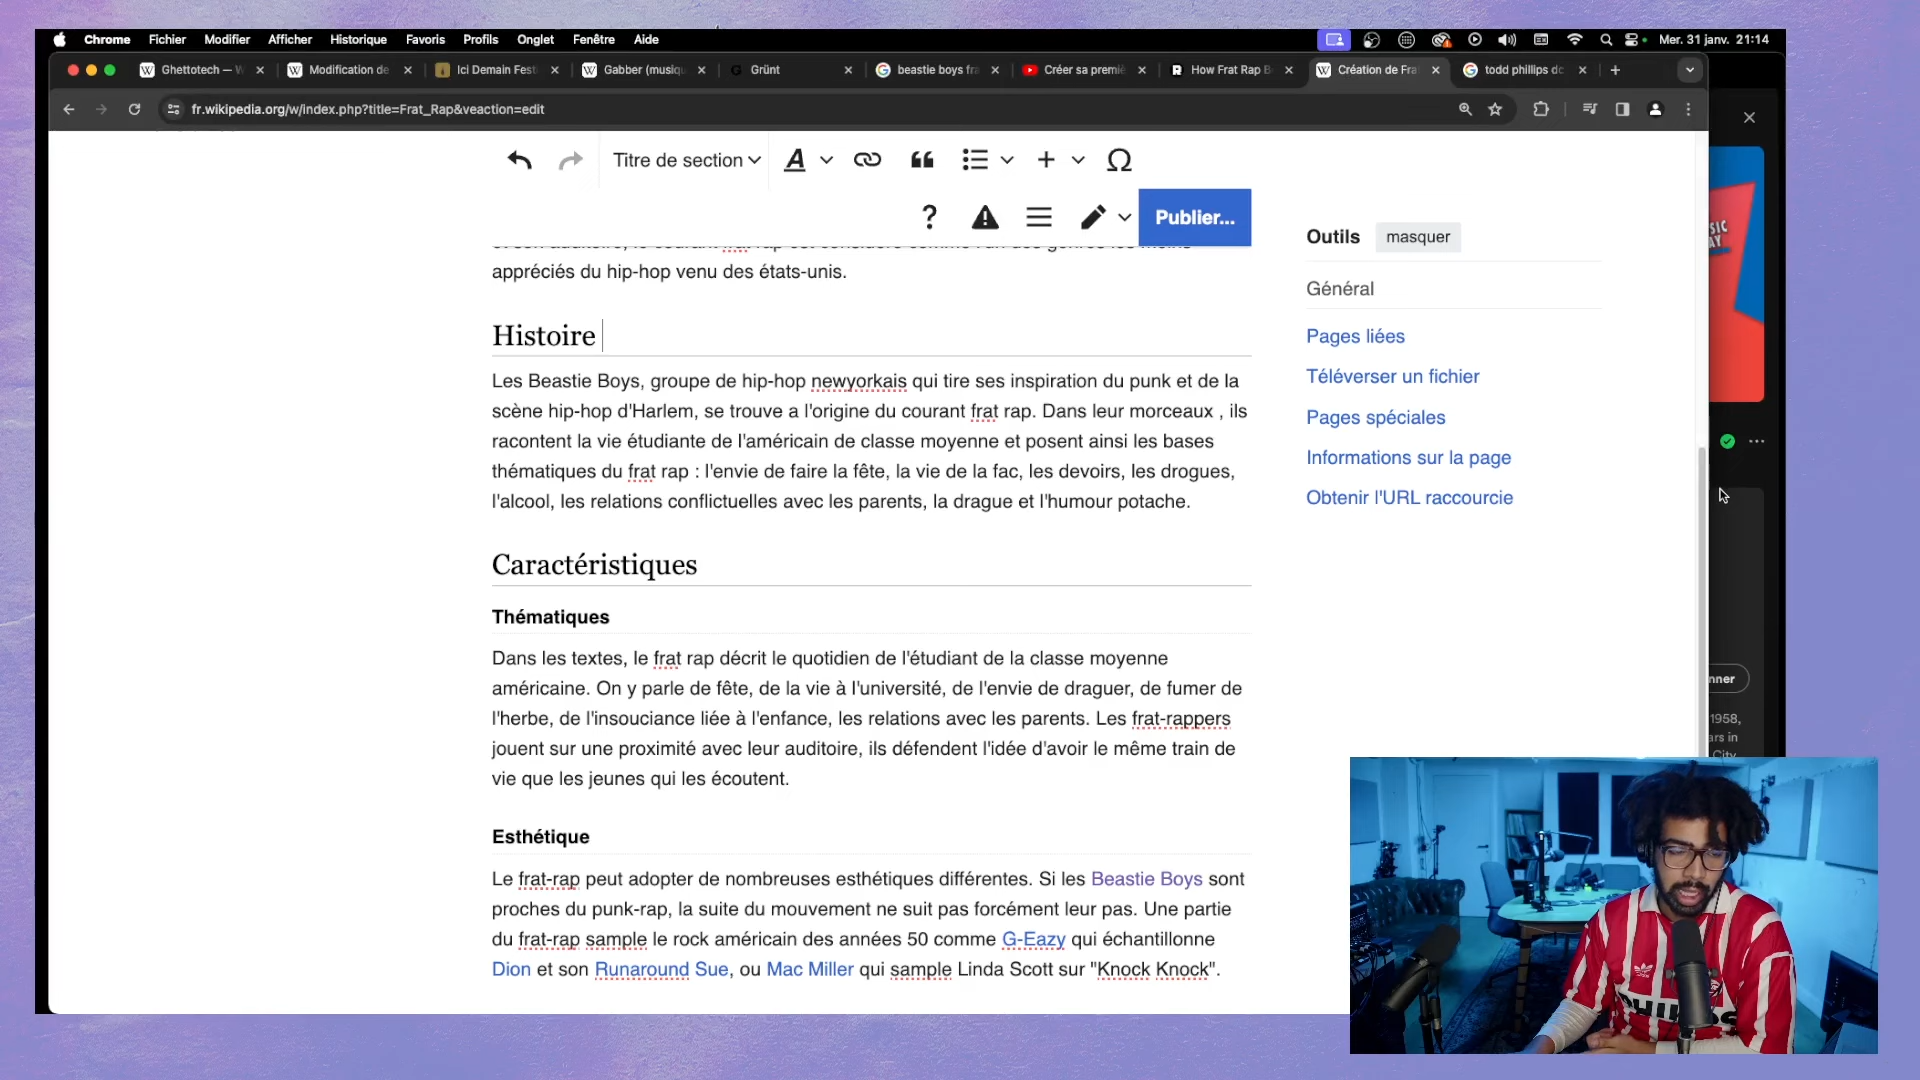 Chrome Fichier Modifier Afficher Historique Favoris Profils Onglet Fenêtre Aide
Mer. 31 janv. 21:14
Ghettotech — W
Modification de
Ici Demain Fest
Gabber (musiqu
Grünt
beastie boys fra
Créer sa premiè
How Frat Rap B
Création de Fra
todd phillips dc
fr.wikipedia.org/w/index.php?title=Frat_Rap&veaction=edit
Titre de section
Publier...
appréciés du hip-hop venu des états-unis.
Histoire
Les Beastie Boys, groupe de hip-hop newyorkais qui tire ses inspiration du punk et de la
scène hip-hop d'Harlem, se trouve a l'origine du courant frat rap. Dans leur morceaux , ils
racontent la vie étudiante de l'américain de classe moyenne et posent ainsi les bases
thématiques du frat rap : l'envie de faire la fête, la vie de la fac, les devoirs, les drogues,
l'alcool, les relations conflictuelles avec les parents, la drague et l'humour potache.
Caractéristiques
Thématiques
Dans les textes, le frat rap décrit le quotidien de l'étudiant de la classe moyenne
américaine. On y parle de fête, de la vie à l'université, de l'envie de draguer, de fumer de
l'herbe, de l'insouciance liée à l'enfance, les relations avec les parents. Les frat-rappers
jouent sur une proximité avec leur auditoire, ils défendent l'idée d'avoir le même train de
vie que les jeunes qui les écoutent.
Esthétique
Le frat-rap peut adopter de nombreuses esthétiques différentes. Si les Beastie Boys sont
proches du punk-rap, la suite du mouvement ne suit pas forcément leur pas. Une partie
du frat-rap sample le rock américain des années 50 comme G-Eazy qui échantillonne
Dion et son Runaround Sue, ou Mac Miller qui sample Linda Scott sur "Knock Knock".
Outils masquer
Général
Pages liées
Téléverser un fichier
Pages spéciales
Informations sur la page
Obtenir l'URL raccourcie
SIC
AY
nner
1958,
ars in
City